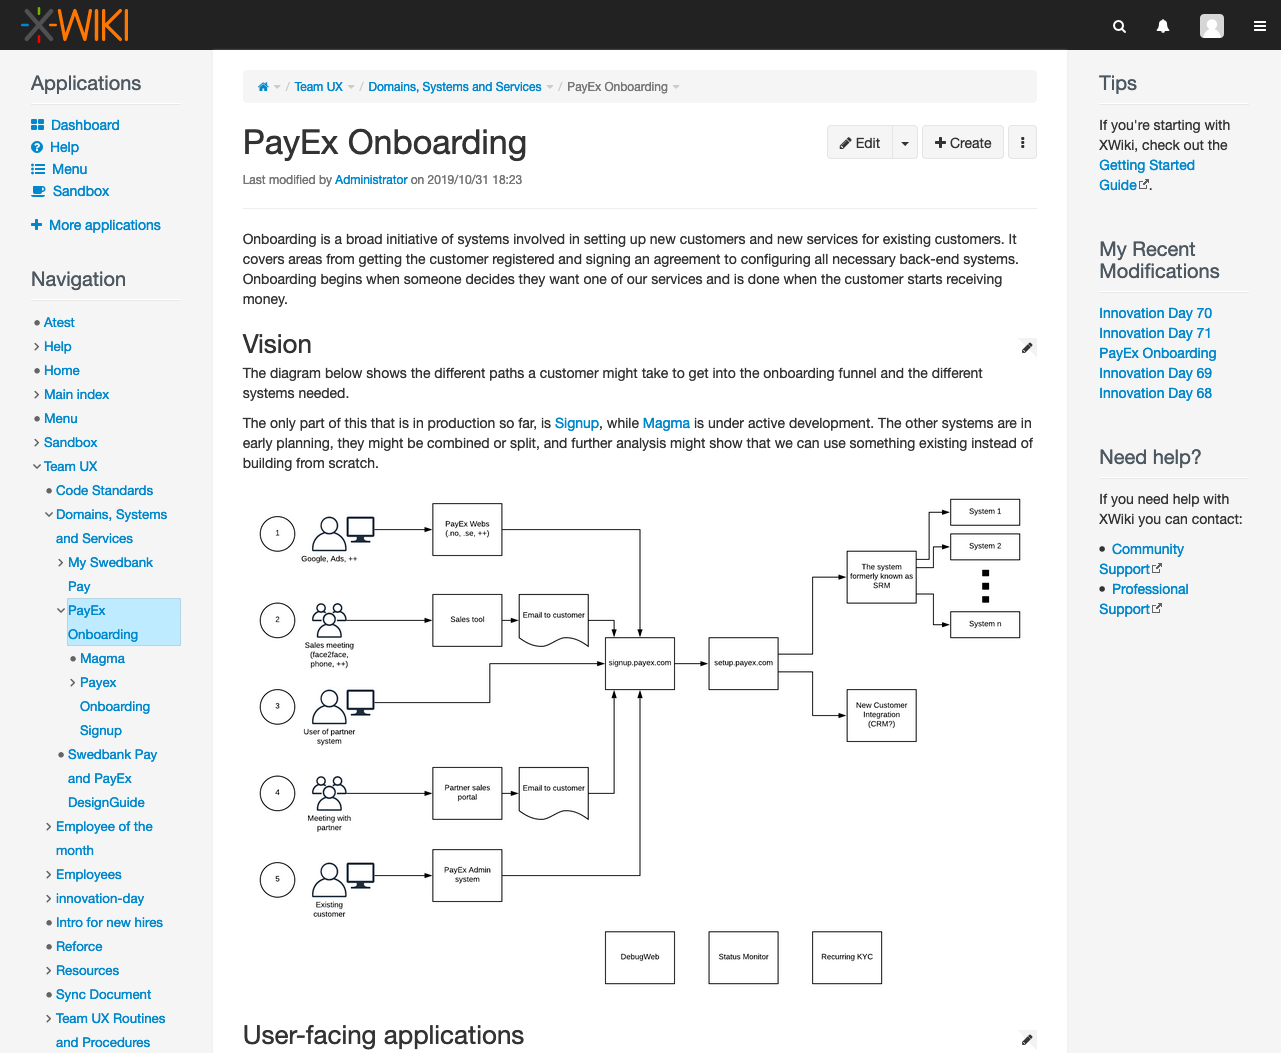 X-WIKI
Applications
Dashboard
Help
Menu
Sandbox
More applications
Navigation
Atest
Help
Home
Main index
Menu
Sandbox
Team UX
Code Standards
Domains, Systems
and Services
My Swedbank
Pay
PayEx
Onboarding
Magma
Payex
Onboarding
Signup
Swedbank Pay
and PayEx
DesignGuide
Employee of the
month
Employees
innovation-day
Intro for new hires
Reforce
Resources
Sync Document
Team UX Routines
and Procedures
/ Team UX / Domains, Systems and Services / PayEx Onboarding
PayEx Onboarding
Edit
Create
Last modified by Administrator on 2019/10/31 18:23
Onboarding is a broad initiative of systems involved in setting up new customers and new services for existing customers. It
covers areas from getting the customer registered and signing an agreement to configuring all necessary back-end systems.
Onboarding begins when someone decides they want one of our services and is done when the customer starts receiving
money.
Vision
The diagram below shows the different paths a customer might take to get into the onboarding funnel and the different
systems needed.
The only part of this that is in production so far, is Signup, while Magma is under active development. The other systems are in
early planning, they might be combined or split, and further analysis might show that we can use something existing instead of
building from scratch.
1
Google, Ads, ++
PayEx Webs
(.no, .se, ++)
2
Sales meeting
(face2face,
phone, ++)
Sales tool
Email to customer
3
User of partner
system
signup.payex.com
setup.payex.com
The system
formerly known as
SRM
System 1
System 2
System n
New Customer
Integration
(CRM?)
4
Meeting with
partner
Partner sales
portal
Email to customer
5
Existing
customer
PayEx Admin
system
DebugWeb
Status Monitor
Recurring KYC
User-facing applications
Tips
If you're starting with
XWiki, check out the
Getting Started
Guide.
My Recent
Modifications
Innovation Day 70
Innovation Day 71
PayEx Onboarding
Innovation Day 69
Innovation Day 68
Need help?
If you need help with
XWiki you can contact:
Community
Support
Professional
Support